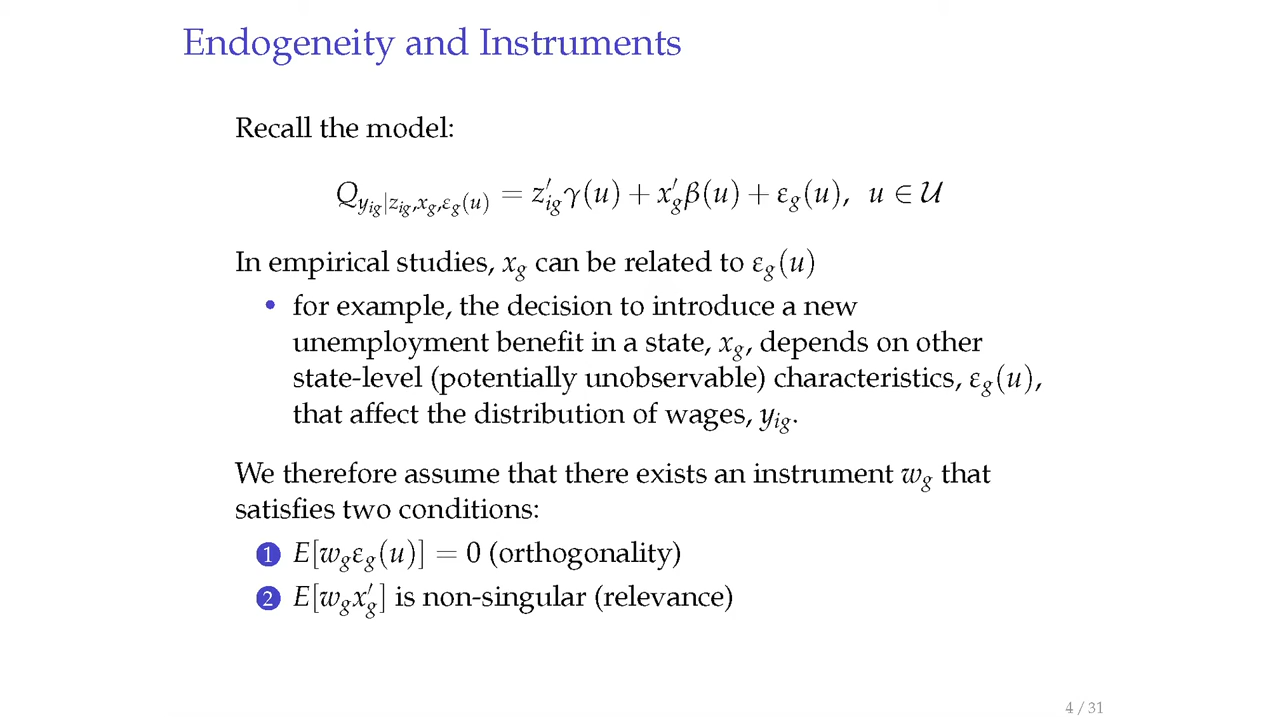 Endogeneity and Instruments
Recall the model:
Q_{y_{ig}|z_{ig},x_g,ε_g(u)} = z′_{ig}γ(u) + x′_gβ(u) + ε_g(u), u ∈ 𝒰
In empirical studies, x_g can be related to ε_g(u)
• for example, the decision to introduce a new
unemployment benefit in a state, x_g, depends on other
state-level (potentially unobservable) characteristics, ε_g(u),
that affect the distribution of wages, y_{ig}.
We therefore assume that there exists an instrument w_g that
satisfies two conditions:
1 E[w_gε_g(u)] = 0 (orthogonality)
2 E[w_gx′_g] is non-singular (relevance)
4 / 31